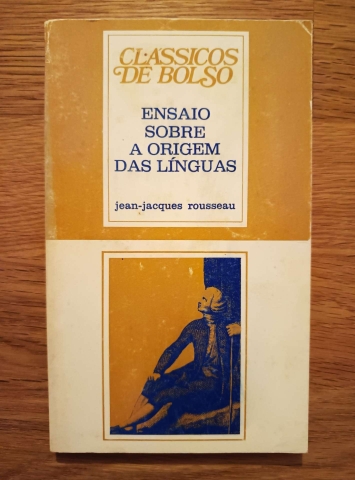 CLÁSSICOS
DE BOLSO
ENSAIO
SOBRE
A ORIGEM
DAS LÍNGUAS
jean-jacques rousseau